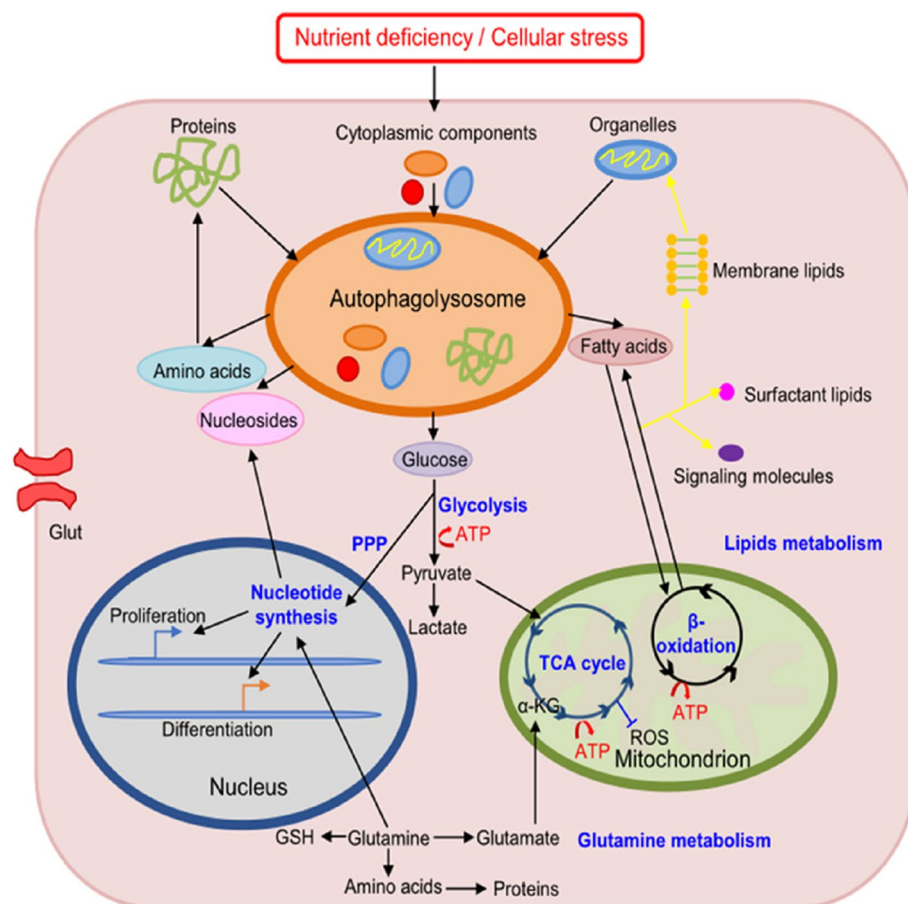 Nutrient deficiency / Cellular stress
Proteins
Cytoplasmic components
Organelles
Membrane lipids
Autophagolysosome
Fatty acids
Amino acids
Nucleosides
Surfactant lipids
Glucose
Signaling molecules
Glut
Glycolysis
ATP
PPP
Lipids metabolism
Pyruvate
Nucleotide
synthesis
Proliferation
Lactate
β-
oxidation
TCA cycle
α-KG
ATP
Differentiation
ROS
ATP
Mitochondrion
Nucleus
GSH
Glutamine
Glutamate
Glutamine metabolism
Amino acids
Proteins